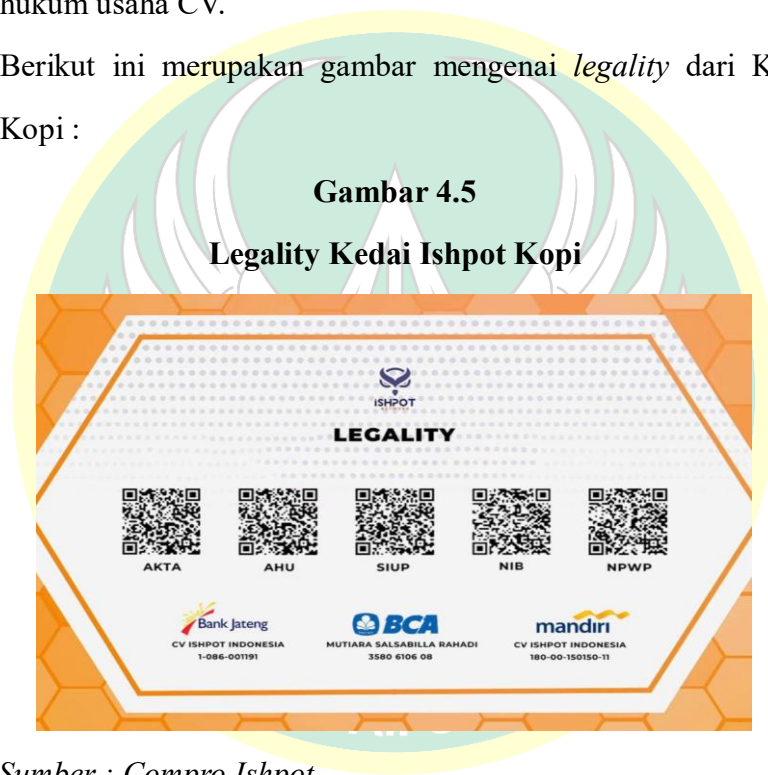 hukum usaha CV.
Berikut ini merupakan gambar mengenai legality dari K
Kopi :
Gambar 4.5
Legality Kedai Ishpot Kopi
ISHPOT
LEGALITY
AKTA AHU SIUP NIB NPWP
Bank Jateng BCA mandiri
CV ISHPOT INDONESIA MUTIARA SALSABILLA RAHADI CV ISHPOT INDONESIA
1-086-001191 3580 6106 08 180-00-150150-11
Sumber : Compro Ishpot